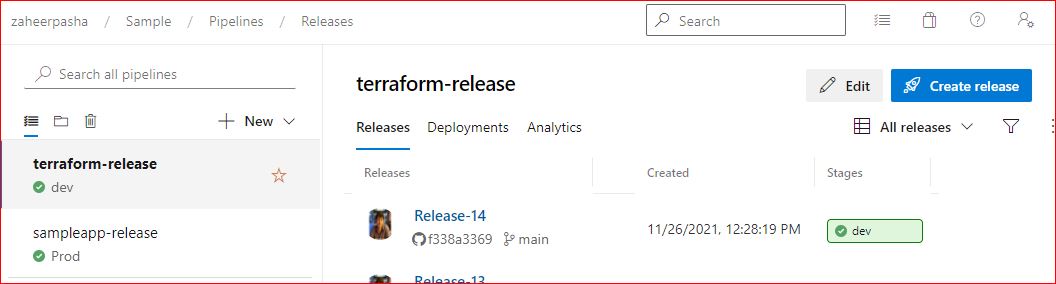 zaheerpasha / Sample / Pipelines / Releases
Search
Search all pipelines
New
terraform-release
dev
sampleapp-release
Prod
terraform-release
Edit
Create release
Releases Deployments Analytics
All releases
Releases Created Stages
Release-14
f338a3369 main
11/26/2021, 12:28:19 PM
dev
Release-13